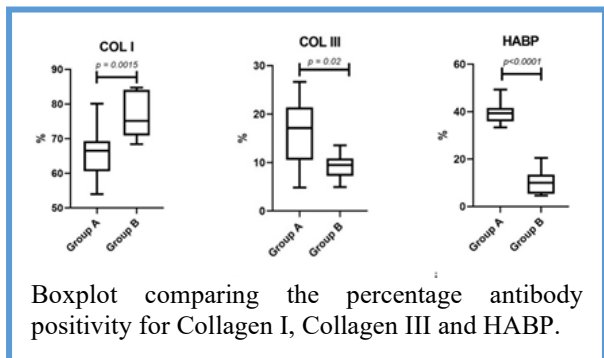 COL I
p = 0.0015
90
80
70
60
50
%
Group A
Group B
COL III
p = 0.02
30
20
10
0
%
Group A
Group B
HABP
p<0.0001
60
40
20
0
%
Group A
Group B
Boxplot comparing the percentage antibody
positivity for Collagen I, Collagen III and HABP.